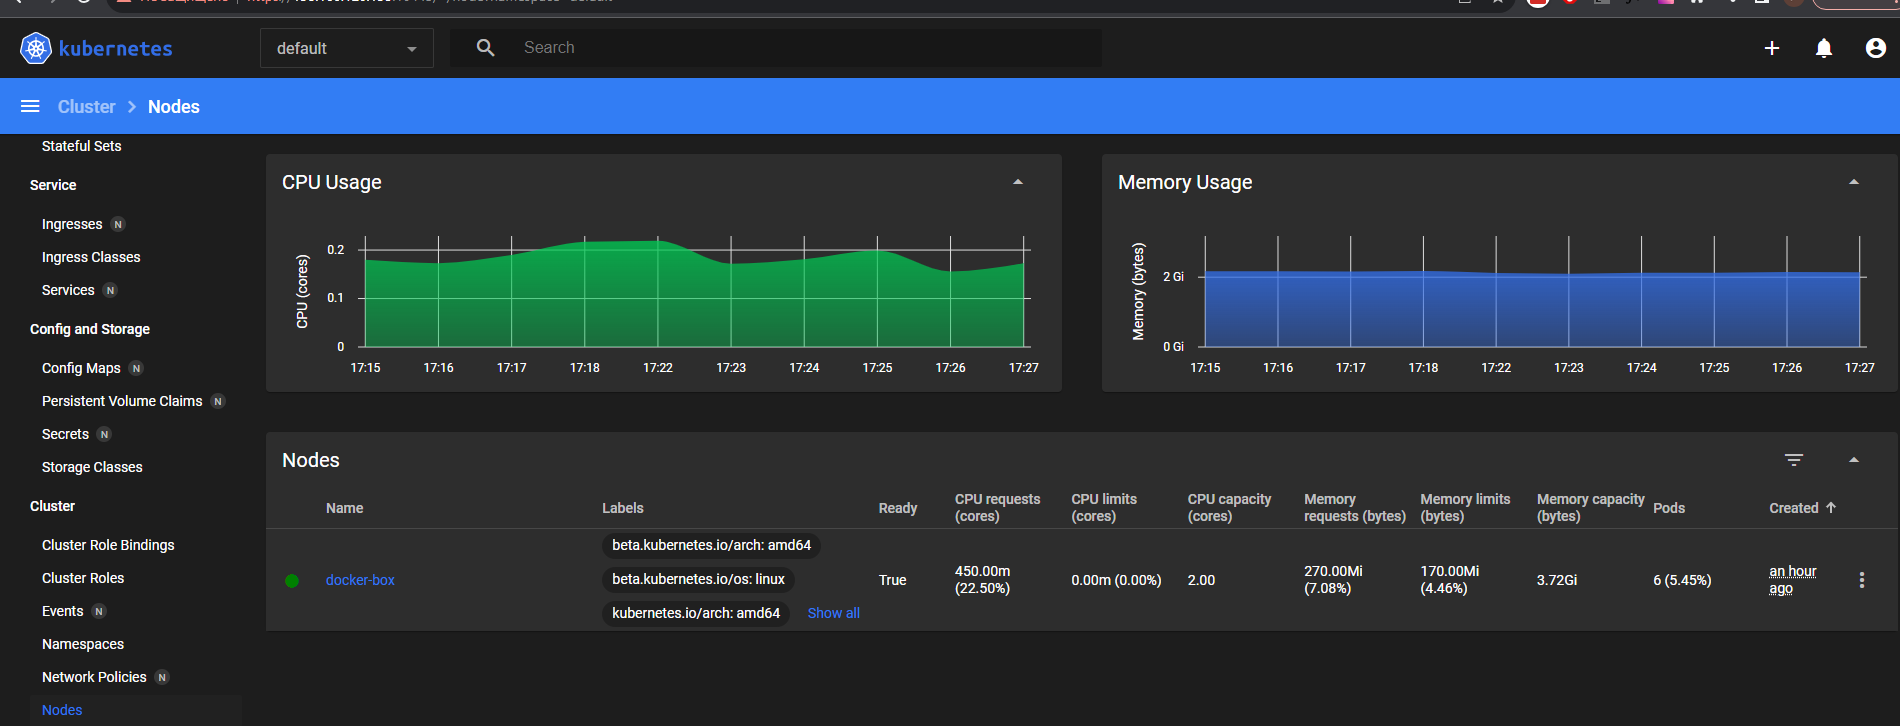 kubernetes
default
Search
Cluster
Nodes
Stateful Sets
Service
Ingresses N
Ingress Classes
Services N
Config and Storage
Config Maps N
Persistent Volume Claims N
Secrets N
Storage Classes
Cluster
Cluster Role Bindings
Cluster Roles
Events N
Namespaces
Network Policies N
Nodes
CPU Usage
CPU (cores)
0.2
0.1
0
17:15 17:16 17:17 17:18 17:22 17:23 17:24 17:25 17:26 17:27
Memory Usage
Memory (bytes)
2 Gi
0 Gi
17:15 17:16 17:17 17:18 17:22 17:23 17:24 17:25 17:26 17:27
Nodes
Name
Labels
Ready
CPU requests
(cores)
CPU limits
(cores)
CPU capacity
(cores)
Memory
requests (bytes)
Memory limits
(bytes)
Memory capacity
(bytes)
Pods
Created
docker-box
beta.kubernetes.io/arch: amd64
beta.kubernetes.io/os: linux
kubernetes.io/arch: amd64
Show all
True
450.00m
(22.50%)
0.00m (0.00%)
2.00
270.00Mi
(7.08%)
170.00Mi
(4.46%)
3.72Gi
6 (5.45%)
an hour
ago